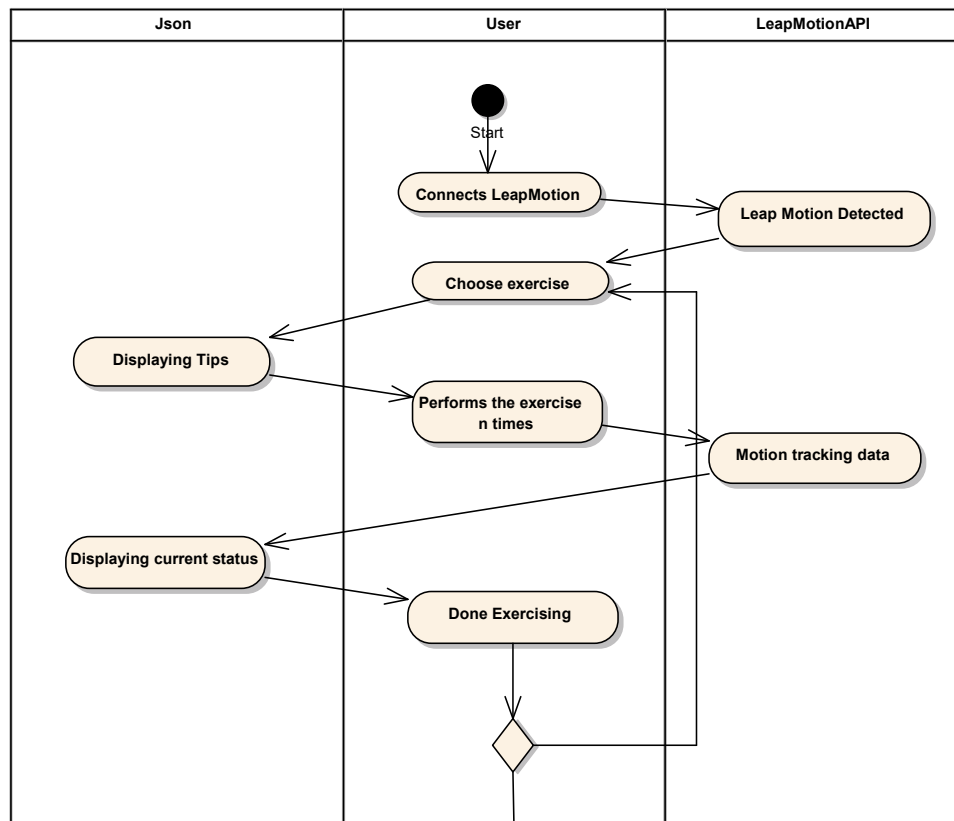 Json
User
LeapMotionAPI
Start
Connects LeapMotion
Leap Motion Detected
Choose exercise
Displaying Tips
Performs the exercise
n times
Motion tracking data
Displaying current status
Done Exercising